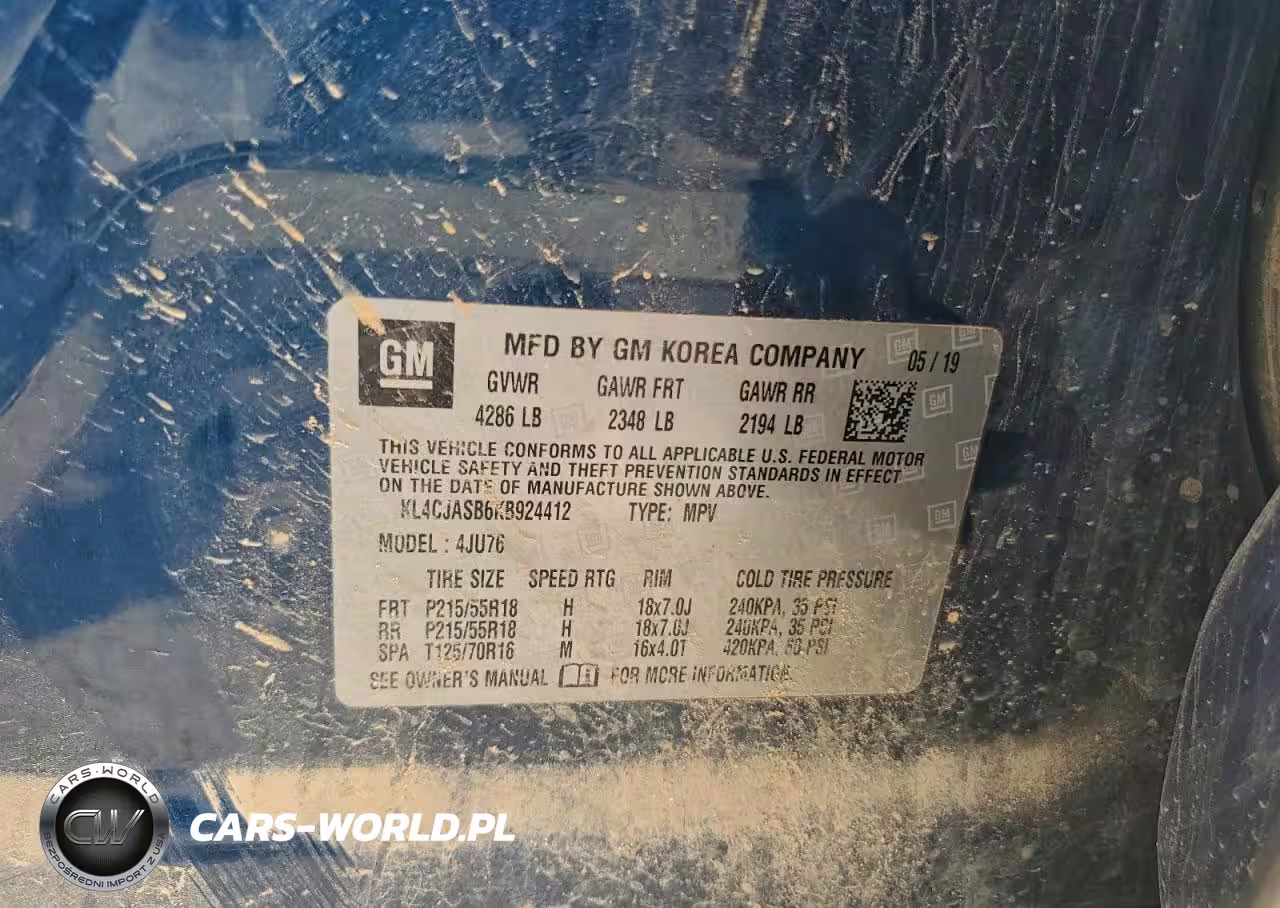 GM
MFD BY GM KOREA COMPANY 05 / 19
GVWR GAWR FRT GAWR RR
4286 LB 2348 LB 2194 LB
THIS VEHICLE CONFORMS TO ALL APPLICABLE U.S. FEDERAL MOTOR
VEHICLE SAFETY AND THEFT PREVENTION STANDARDS IN EFFECT
ON THE DATE OF MANUFACTURE SHOWN ABOVE.
KL4CJASB6KB924412 TYPE: MPV
MODEL : 4JU76
TIRE SIZE SPEED RTG RIM COLD TIRE PRESSURE
FRT P215/55R18 H 18x7.0J 240KPA, 35 PSI
RR P215/55R18 H 18x7.0J 240KPA, 35 PSI
SPA T125/70R16 M 16x4.0T 420KPA, 60 PSI
SEE OWNER'S MANUAL FOR MORE INFORMATION.
CARS-WORLD
CW
BEZPOŚREDNI IMPORT Z USA
CARS-WORLD.PL